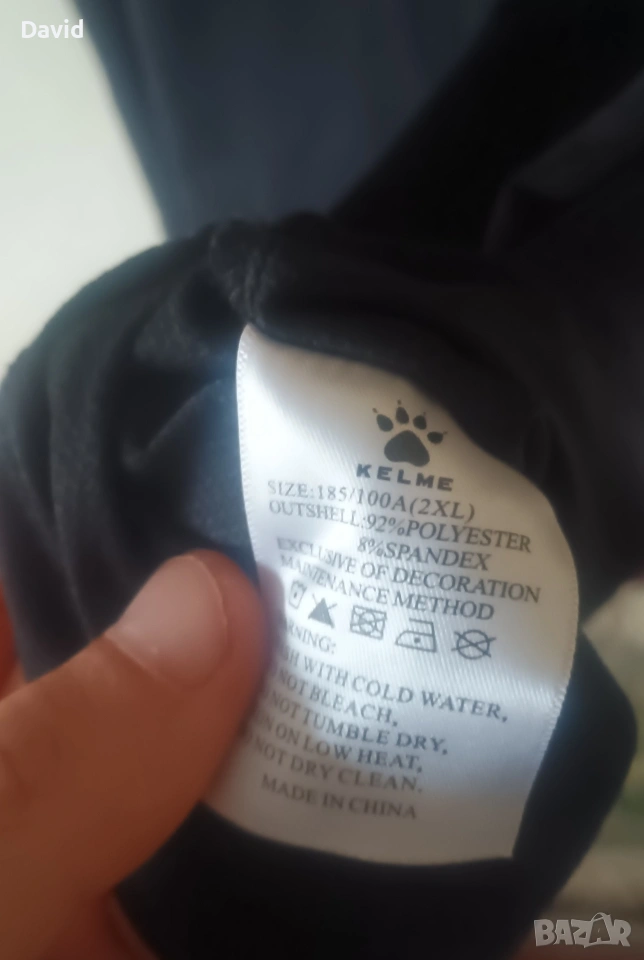 David
KELME
SIZE:185/100A(2XL)
OUTSHELL:92%POLYESTER
8%SPANDEX
EXCLUSIVE OF DECORATION
MAINTENANCE METHOD
WITH COLD WATER,
NOT BLEACH,
NOT TUMBLE DRY,
ON LOW HEAT,
NOT DRY CLEAN.
MADE IN CHINA
BAZAR